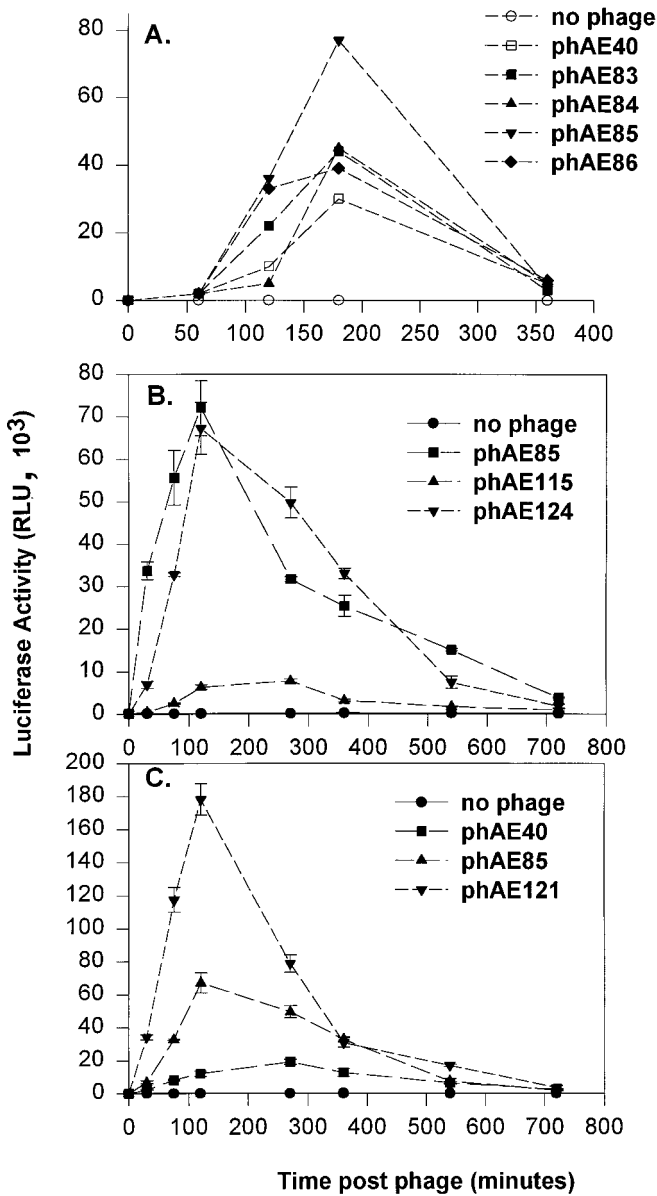 A.
no phage
phAE40
phAE83
phAE84
phAE85
phAE86
80
60
40
20
0
0 50 100 150 200 250 300 350 400
B.
no phage
phAE85
phAE115
phAE124
80
70
60
50
40
30
20
10
0
0 100 200 300 400 500 600 700 800
Luciferase Activity (RLU, 10³)
C.
no phage
phAE40
phAE85
phAE121
200
180
160
140
120
100
80
60
40
20
0
0 100 200 300 400 500 600 700 800
Time post phage (minutes)